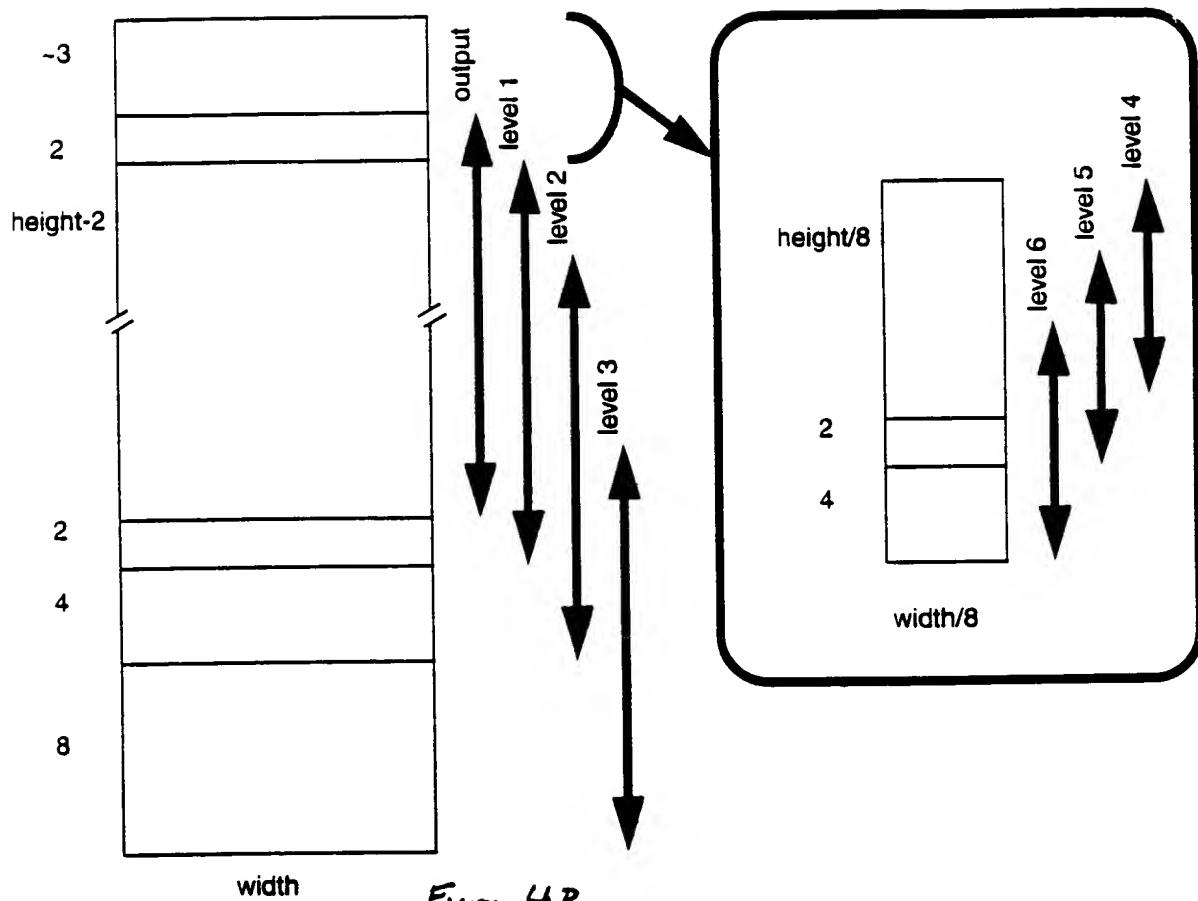 ~3
2
height-2
2
4
8
width
output
level 1
level 2
level 3
height/8
2
4
width/8
level 6
level 5
level 4